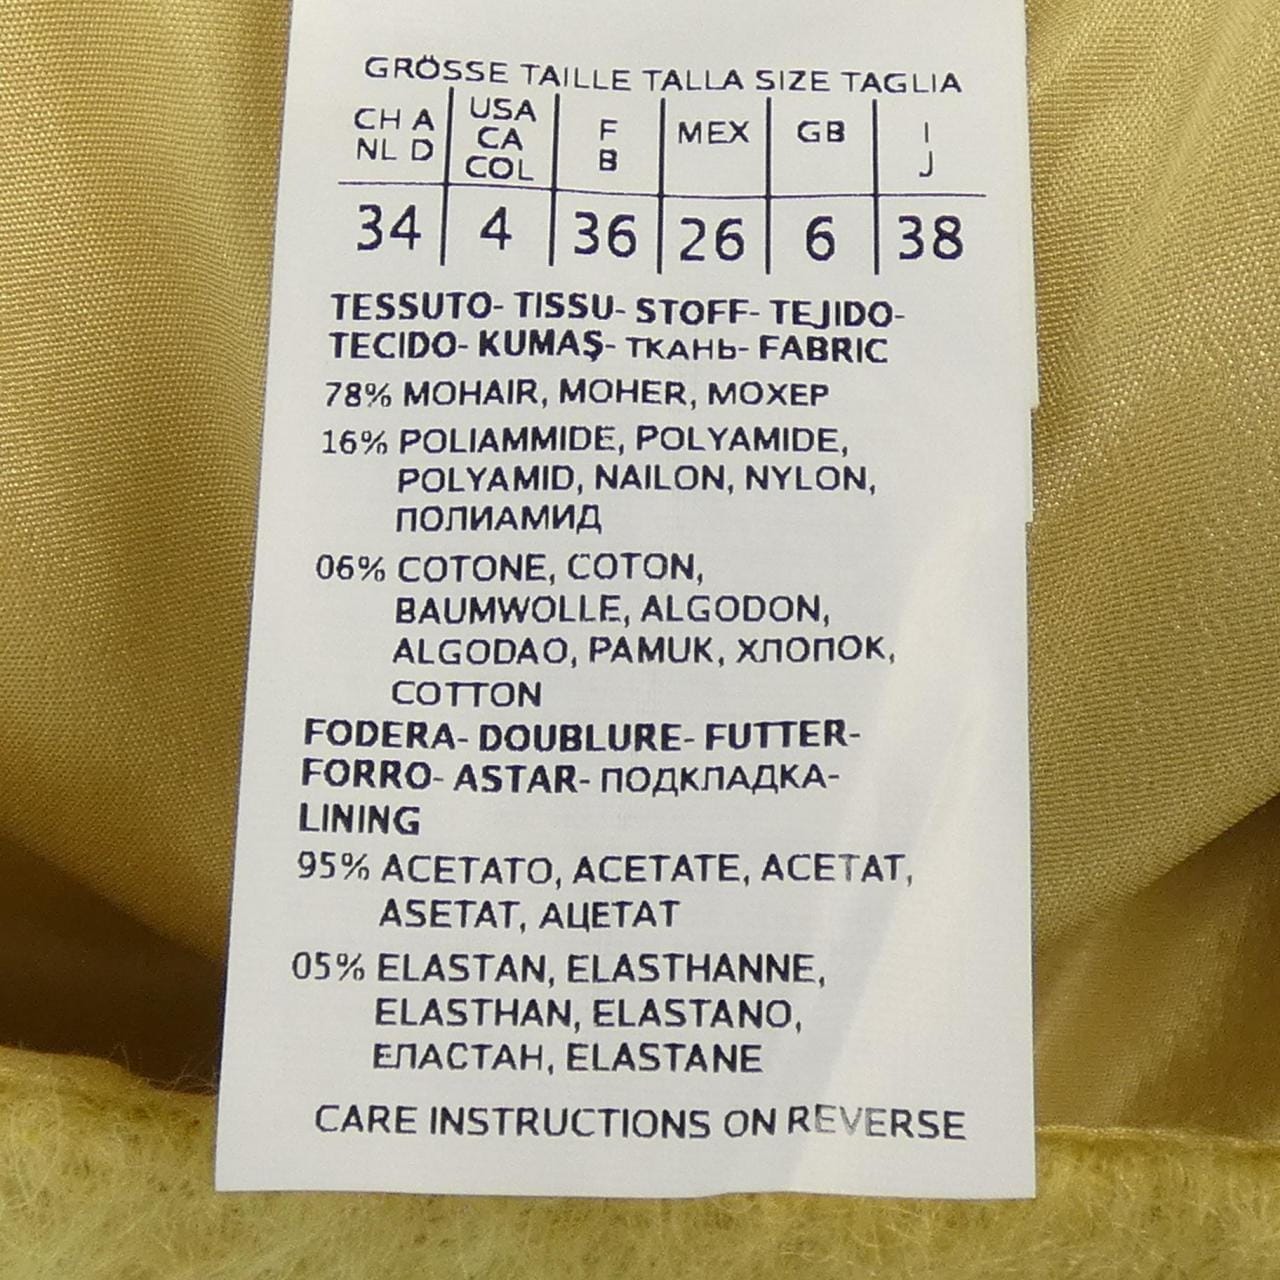 GRÖSSE TAILLE TALLA SIZE TAGLIA
CH A NL D | USA CA COL | F B | MEX | GB | I J
34 | 4 | 36 | 26 | 6 | 38
TESSUTO- TISSU- STOFF- TEJIDO-
TECIDO- KUMAŞ- ТКАНЬ- FABRIC
78% MOHAIR, MOHER, МОХЕР
16% POLIAMMIDE, POLYAMIDE,
POLYAMID, NAILON, NYLON,
ПОЛИАМИД
06% COTONE, COTON,
BAUMWOLLE, ALGODON,
ALGODAO, PAMUK, ХЛОПОК,
COTTON
FODERA- DOUBLURE- FUTTER-
FORRO- ASTAR- ПОДКЛАДКА-
LINING
95% ACETATO, ACETATE, ACETAT,
ASETAT, АЦЕТАТ
05% ELASTAN, ELASTHANNE,
ELASTHAN, ELASTANO,
ЕЛАСТАН, ELASTANE
CARE INSTRUCTIONS ON REVERSE